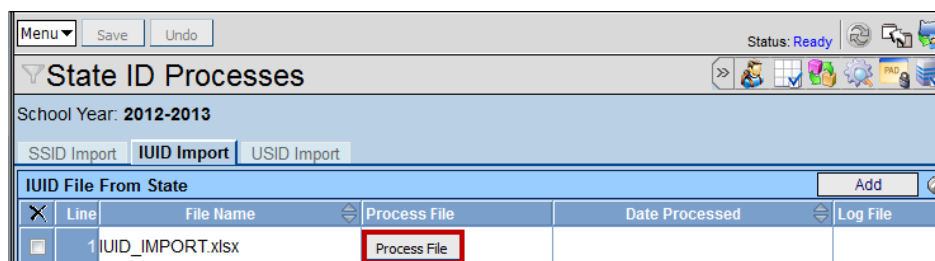 Menu Save Undo Status: Ready
State ID Processes PAD
School Year: 2012-2013
SSID Import IUID Import USID Import
IUID File From State Add
X Line File Name Process File Date Processed Log File
1 IUID_IMPORT.xlsx Process File